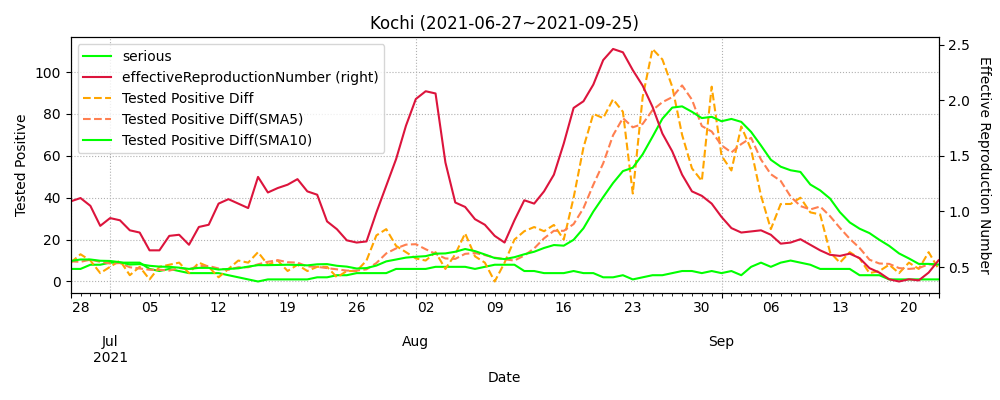 Kochi (2021-06-27~2021-09-25)
serious
effectiveReproductionNumber (right)
Tested Positive Diff
Tested Positive Diff(SMA5)
Tested Positive Diff(SMA10)
Tested Positive
100
80
60
40
20
0
2.5
2.0
1.5
1.0
0.5
Effective Reproduction Number
28 05 12 19 26 02 09 16 23 30 06 13 20
Jul Aug Sep
2021
Date